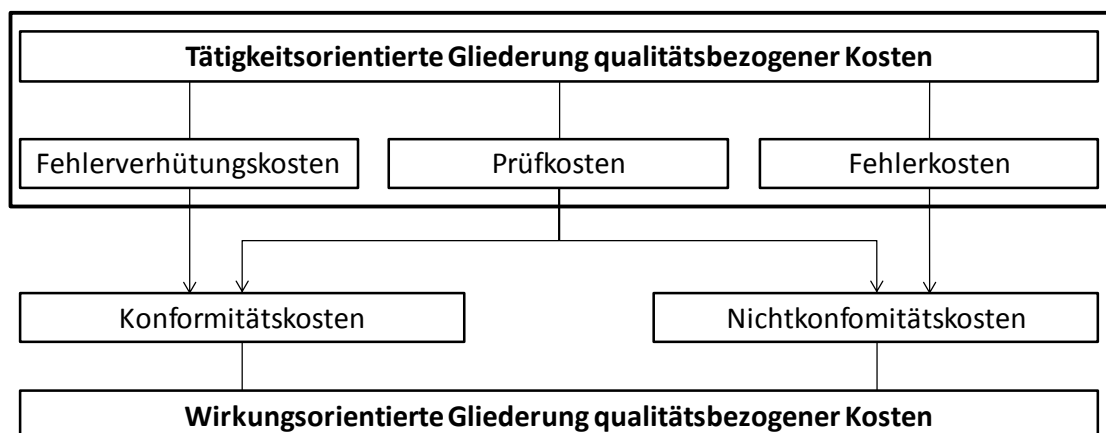 Tätigkeitsorientierte Gliederung qualitätsbezogener Kosten
Fehlerverhütungskosten
Prüfkosten
Fehlerkosten
Konformitätskosten
Nichtkonfomitätskosten
Wirkungsorientierte Gliederung qualitätsbezogener Kosten